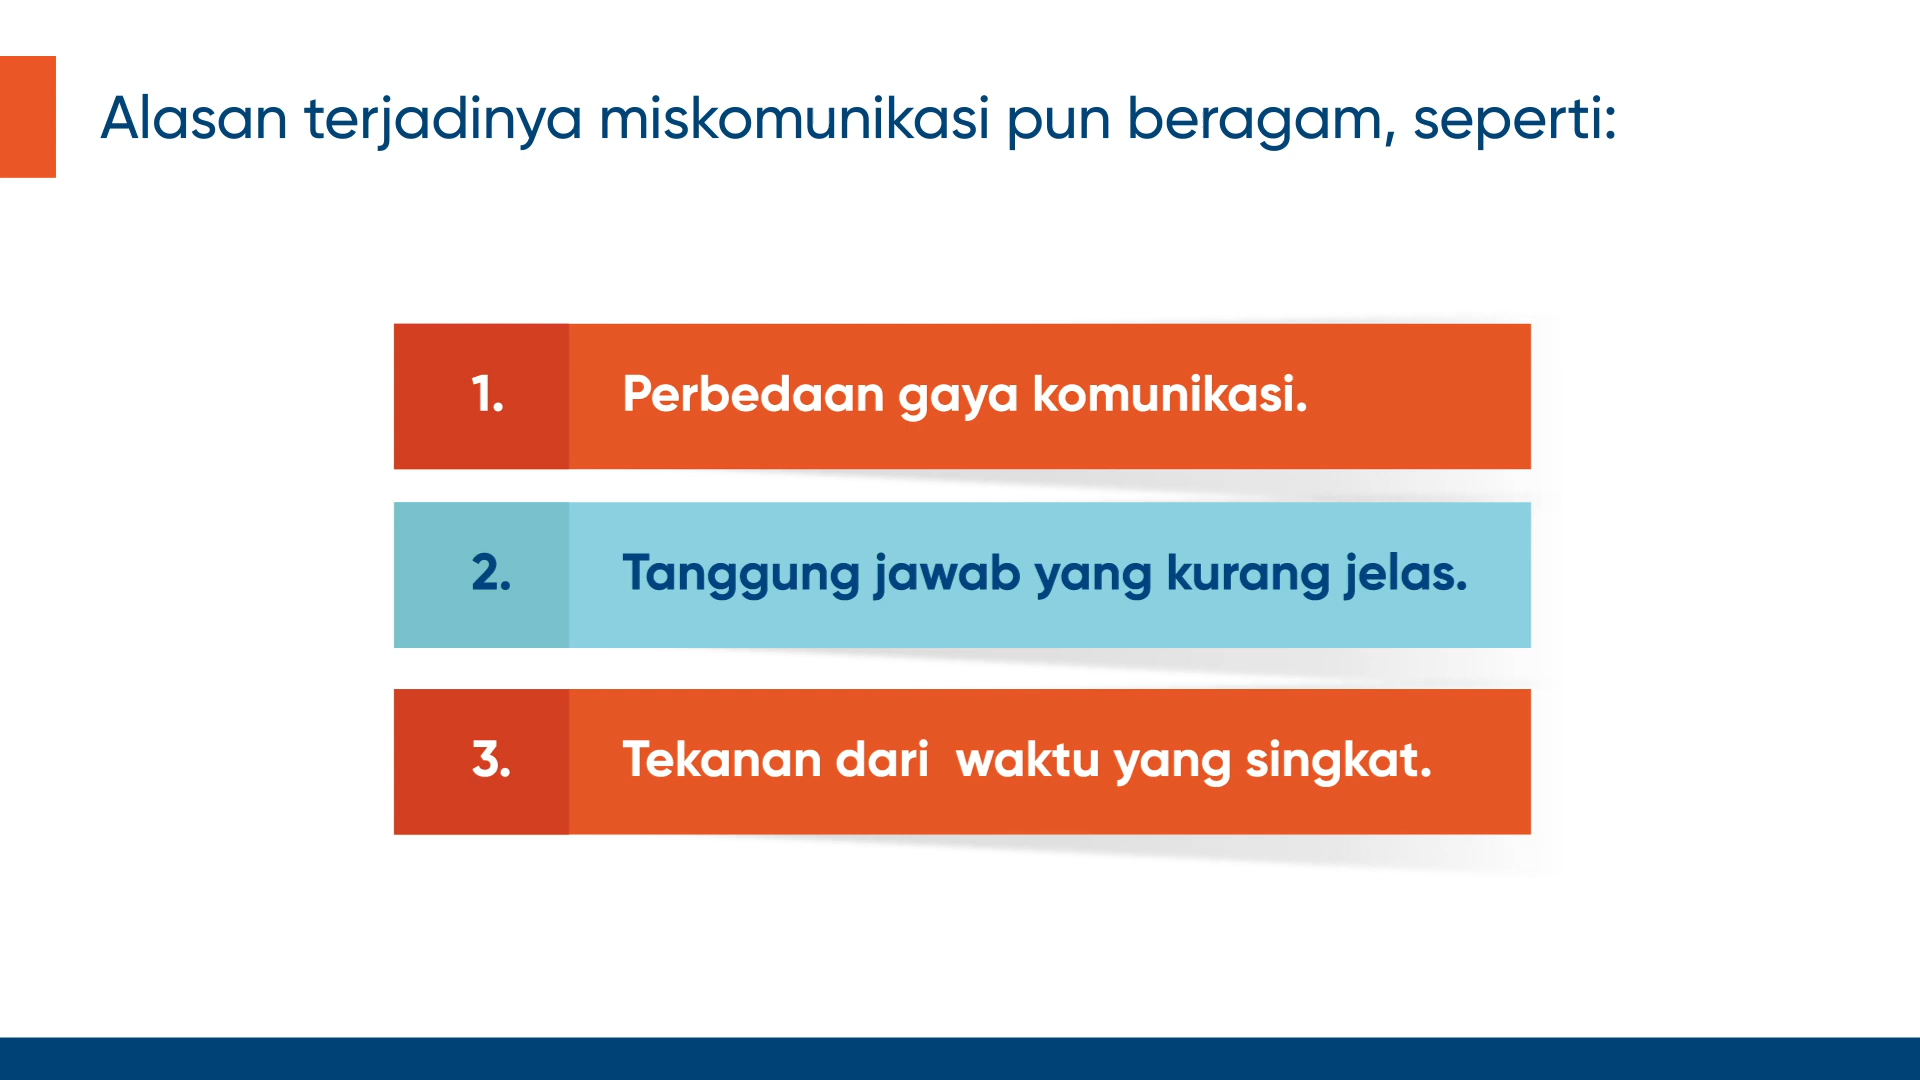 Alasan terjadinya miskomunikasi pun beragam, seperti:
1. Perbedaan gaya komunikasi.
2. Tanggung jawab yang kurang jelas.
3. Tekanan dari  waktu yang singkat.